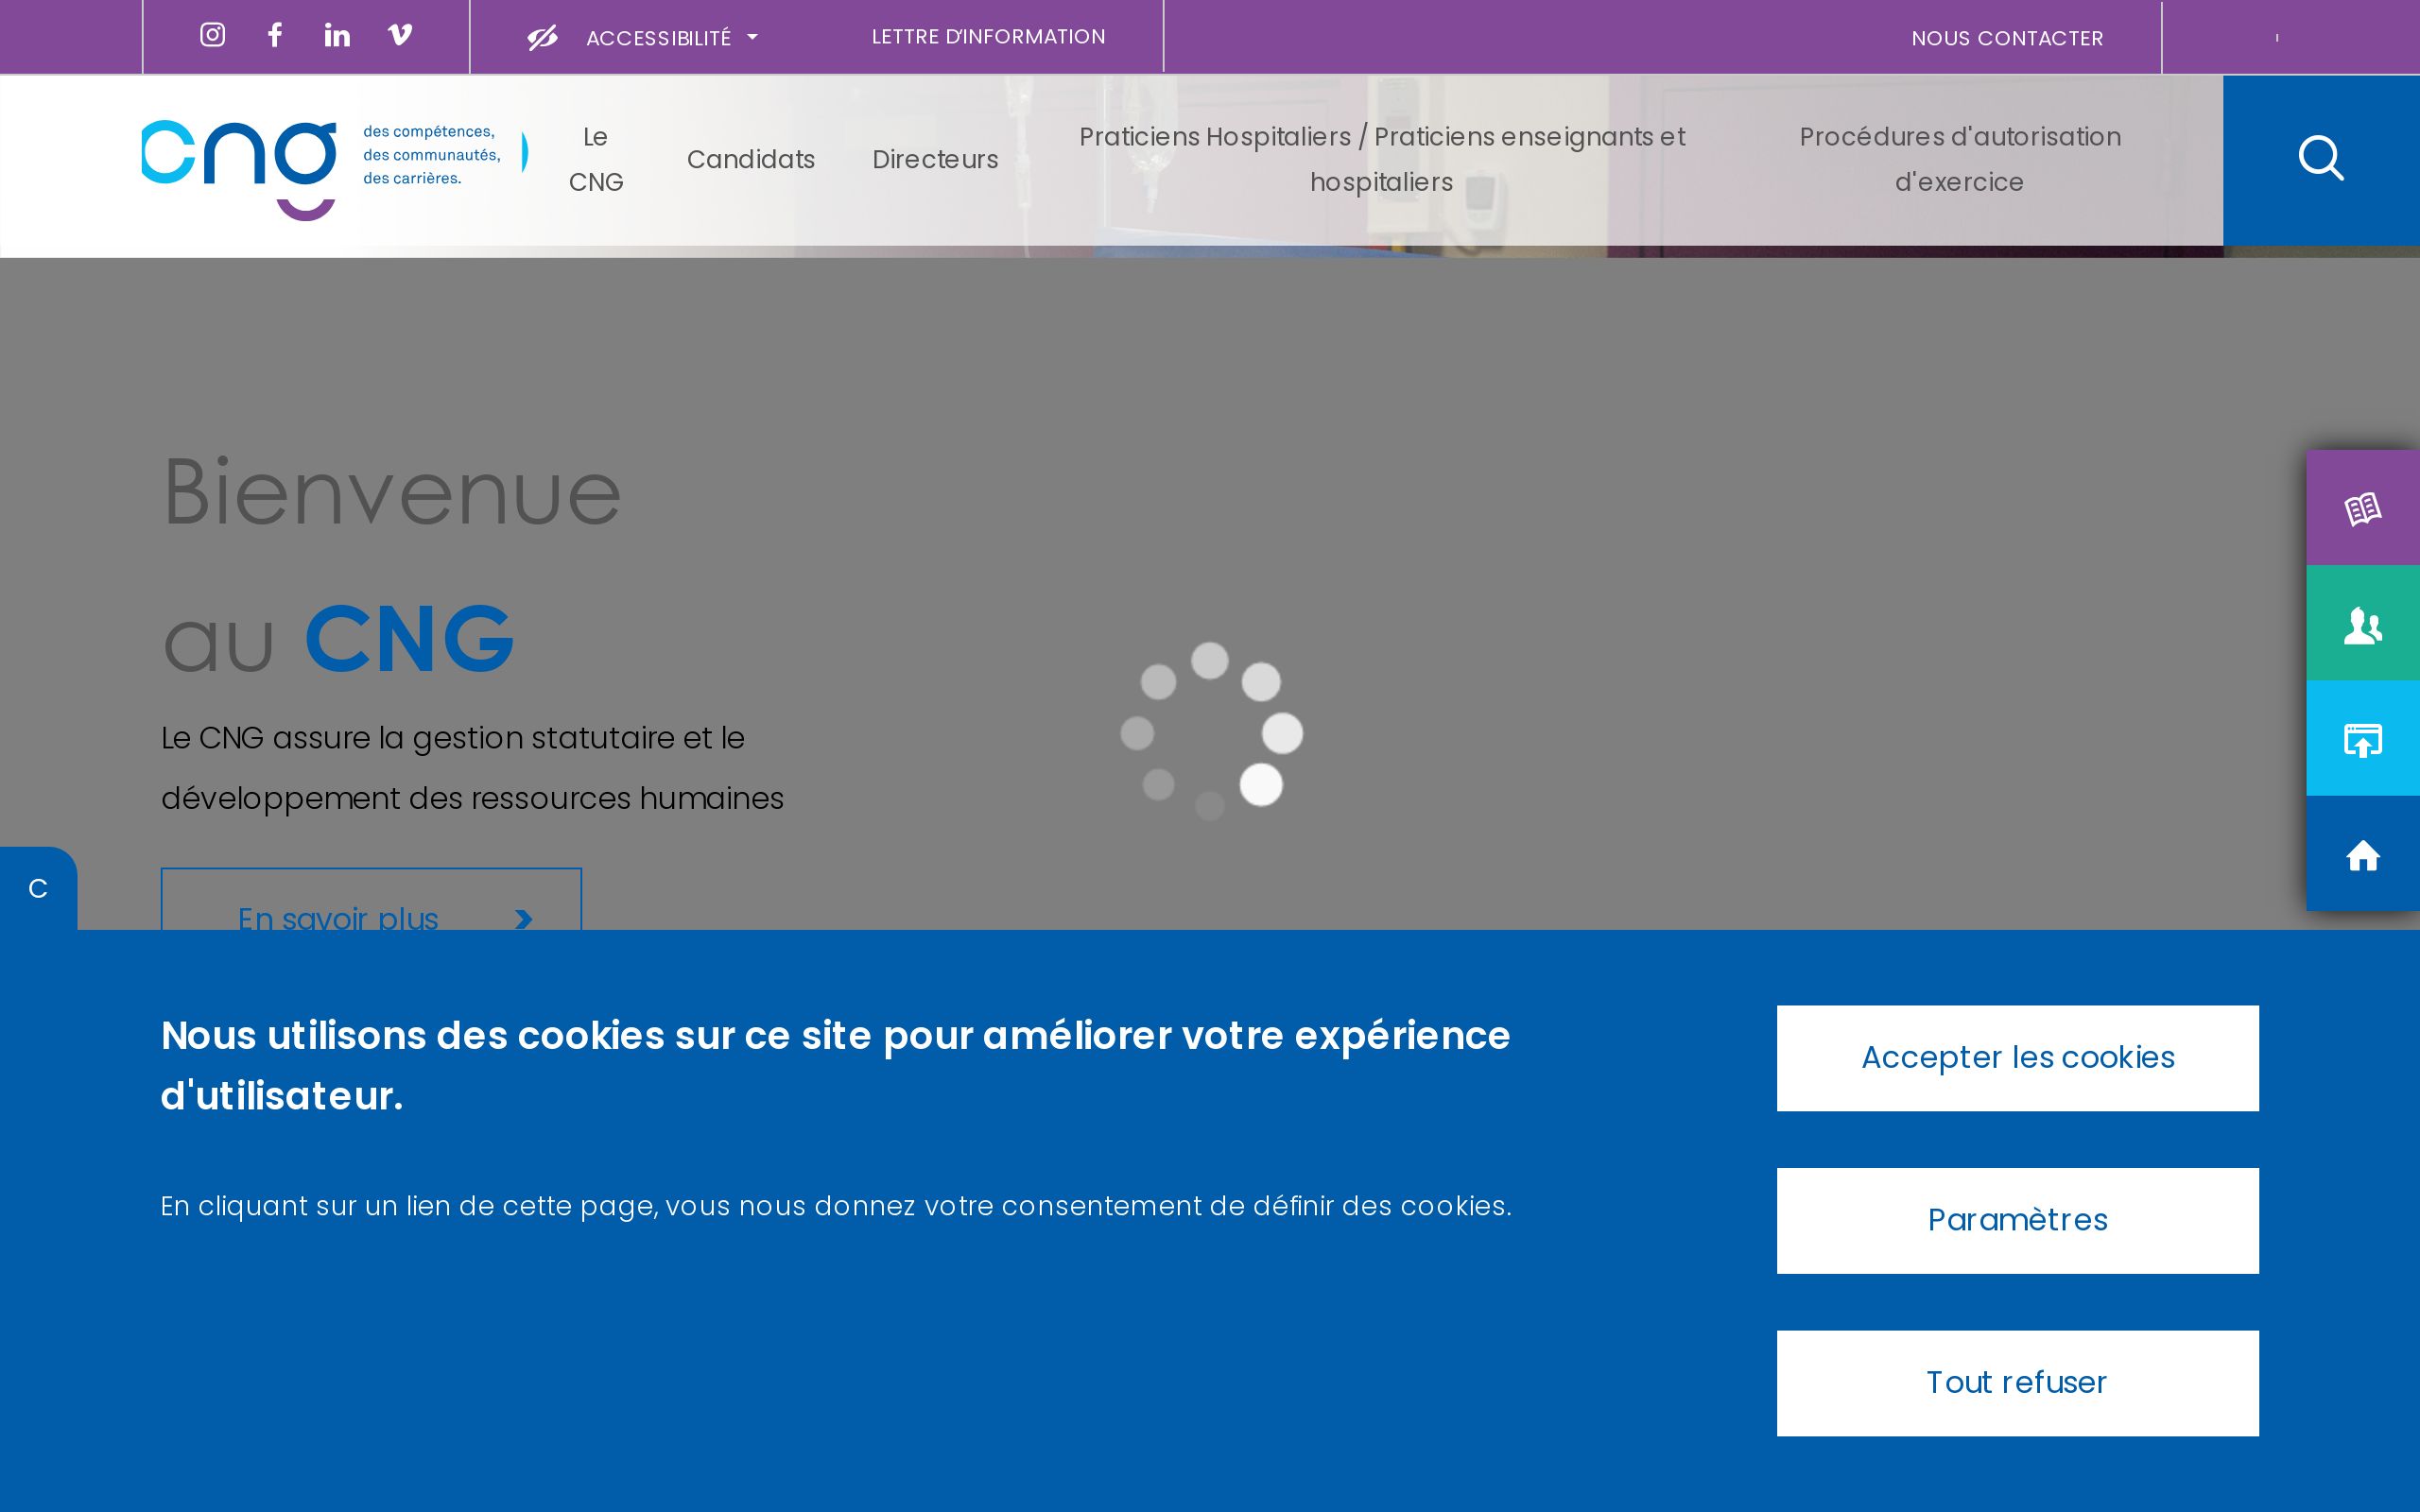 ACCESSIBILITÉ
LETTRE D'INFORMATION
NOUS CONTACTER
cng
des compétences,
des communautés,
des carrières.
Le
CNG
Candidats
Directeurs
Praticiens Hospitaliers / Praticiens enseignants et
hospitaliers
Procédures d'autorisation
d'exercice
Bienvenue
au CNG
Le CNG assure la gestion statutaire et le
développement des ressources humaines
C
En savoir plus
Nous utilisons des cookies sur ce site pour améliorer votre expérience
d'utilisateur.
En cliquant sur un lien de cette page, vous nous donnez votre consentement de définir des cookies.
Accepter les cookies
Paramètres
Tout refuser